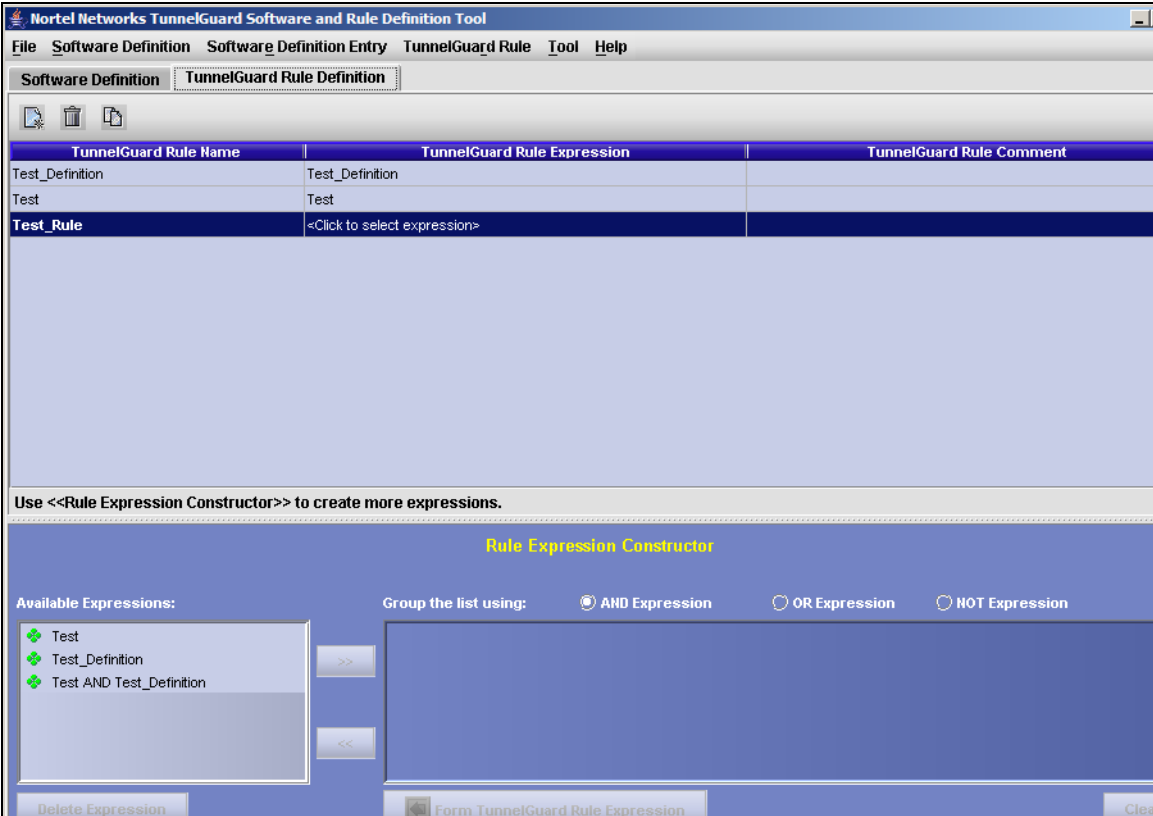 Nortel Networks TunnelGuard Software and Rule Definition Tool
File Software Definition Software Definition Entry TunnelGuard Rule Tool Help
Software Definition TunnelGuard Rule Definition
TunnelGuard Rule Name TunnelGuard Rule Expression TunnelGuard Rule Comment
Test_Definition Test_Definition
Test Test
Test_Rule <Click to select expression>
Use <<Rule Expression Constructor>> to create more expressions.
Rule Expression Constructor
Available Expressions: Group the list using: AND Expression OR Expression NOT Expression
Test
Test_Definition
Test AND Test_Definition
>>
<<
Delete Expression Form TunnelGuard Rule Expression Clea